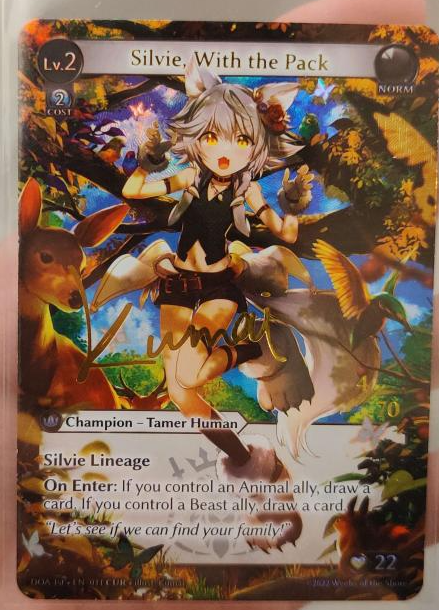 Lv.2
Silvie, With the Pack
NORM
2
COST
Kumai
Champion – Tamer Human
Silvie Lineage
On Enter: If you control an Animal ally, draw a
card. If you control a Beast ally, draw a card.
"Let's see if we can find your family!"
22
CUR
©2022 Weebs of the Shore